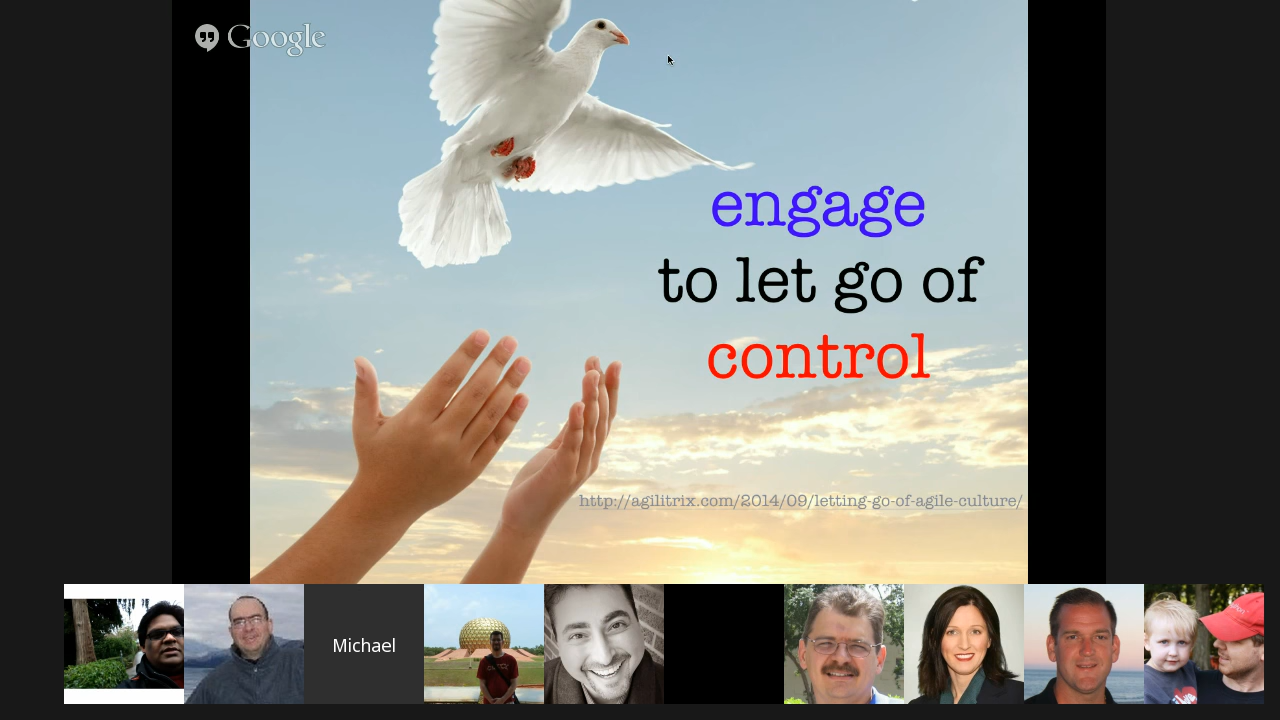 Google
engage
to let go of
control
http://agilitrix.com/2014/09/letting-go-of-agile-culture/
Michael